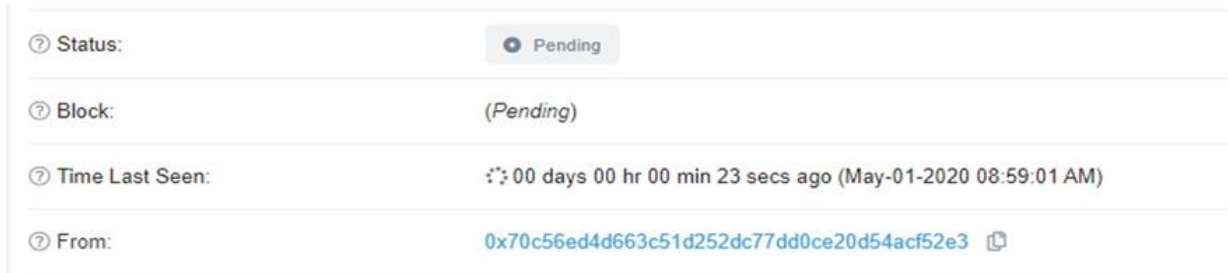 Status: Pending
Block: (Pending)
Time Last Seen: 00 days 00 hr 00 min 23 secs ago (May-01-2020 08:59:01 AM)
From: 0x70c56ed4d663c51d252dc77dd0ce20d54acf52e3